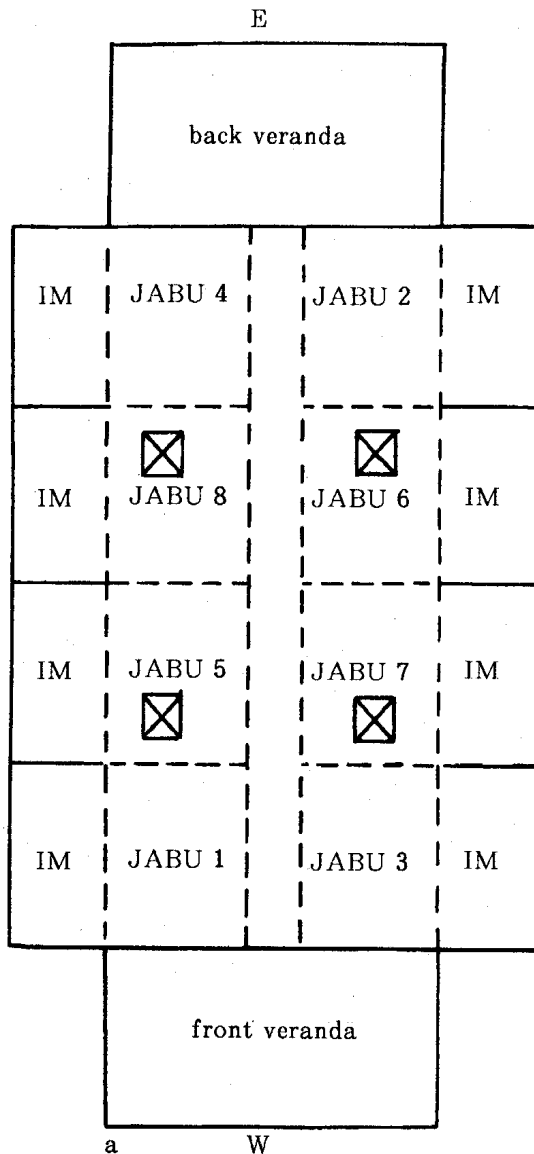 E
back veranda
IM JABU 4 JABU 2 IM
IM JABU 8 JABU 6 IM
IM JABU 5 JABU 7 IM
IM JABU 1 JABU 3 IM
front veranda
a W